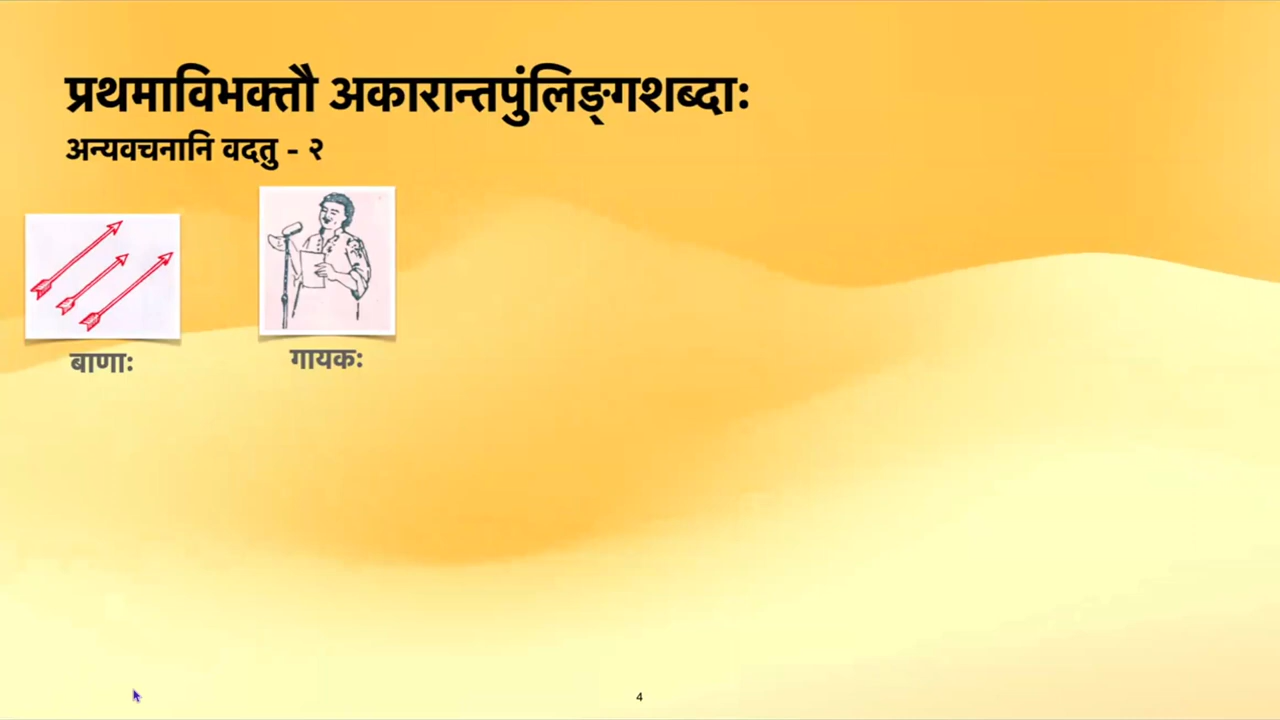 प्रथमाविभक्तौ अकारान्तपुंलिङ्गशब्दाः
अन्यवचनानि वदतु - २
बाणाः
गायकः
4